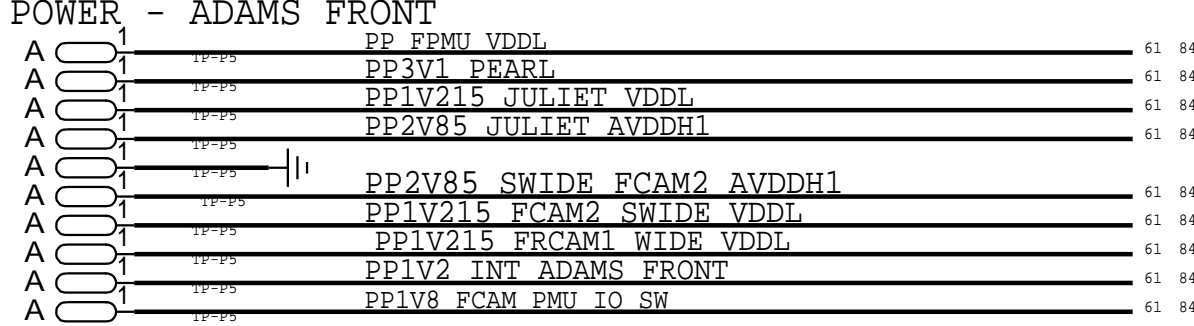 POWER - ADAMS FRONT
A 1 TP-P5 PP FPMU VDDL 61 84
A 1 TP-P5 PP3V1 PEARL 61 84
A 1 TP-P5 PP1V215 JULIET VDDL 61 84
A 1 TP-P5 PP2V85 JULIET AVDDH1 61 84
A 1 TP-P5
A 1 TP-P5 PP2V85 SWIDE FCAM2 AVDDH1 61 84
A 1 TP-P5 PP1V215 FCAM2 SWIDE VDDL 61 84
A 1 TP-P5 PP1V215 FRCAM1 WIDE VDDL 61 84
A 1 TP-P5 PP1V2 INT ADAMS FRONT 61 84
A 1 TP-P5 PP1V8 FCAM PMU IO SW 61 84